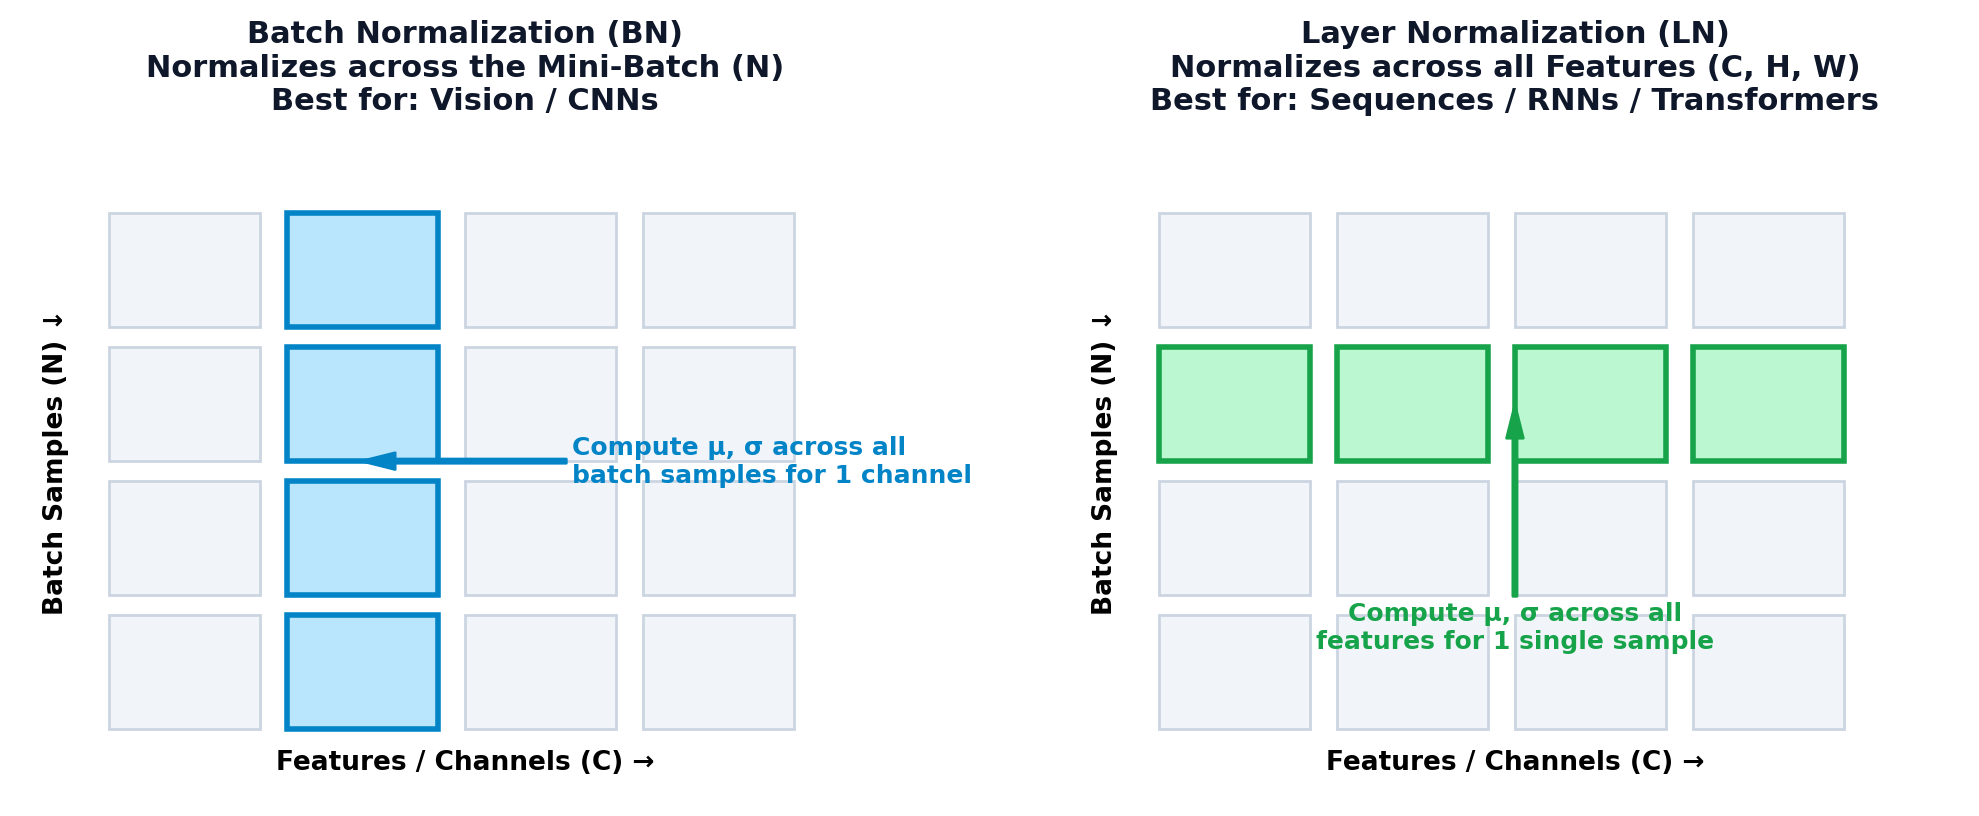 Batch Normalization (BN)
Normalizes across the Mini-Batch (N)
Best for: Vision / CNNs
Batch Samples (N) ↓
Compute μ, σ across all
batch samples for 1 channel
Features / Channels (C) →
Layer Normalization (LN)
Normalizes across all Features (C, H, W)
Best for: Sequences / RNNs / Transformers
Batch Samples (N) ↓
Compute μ, σ across all
features for 1 single sample
Features / Channels (C) →